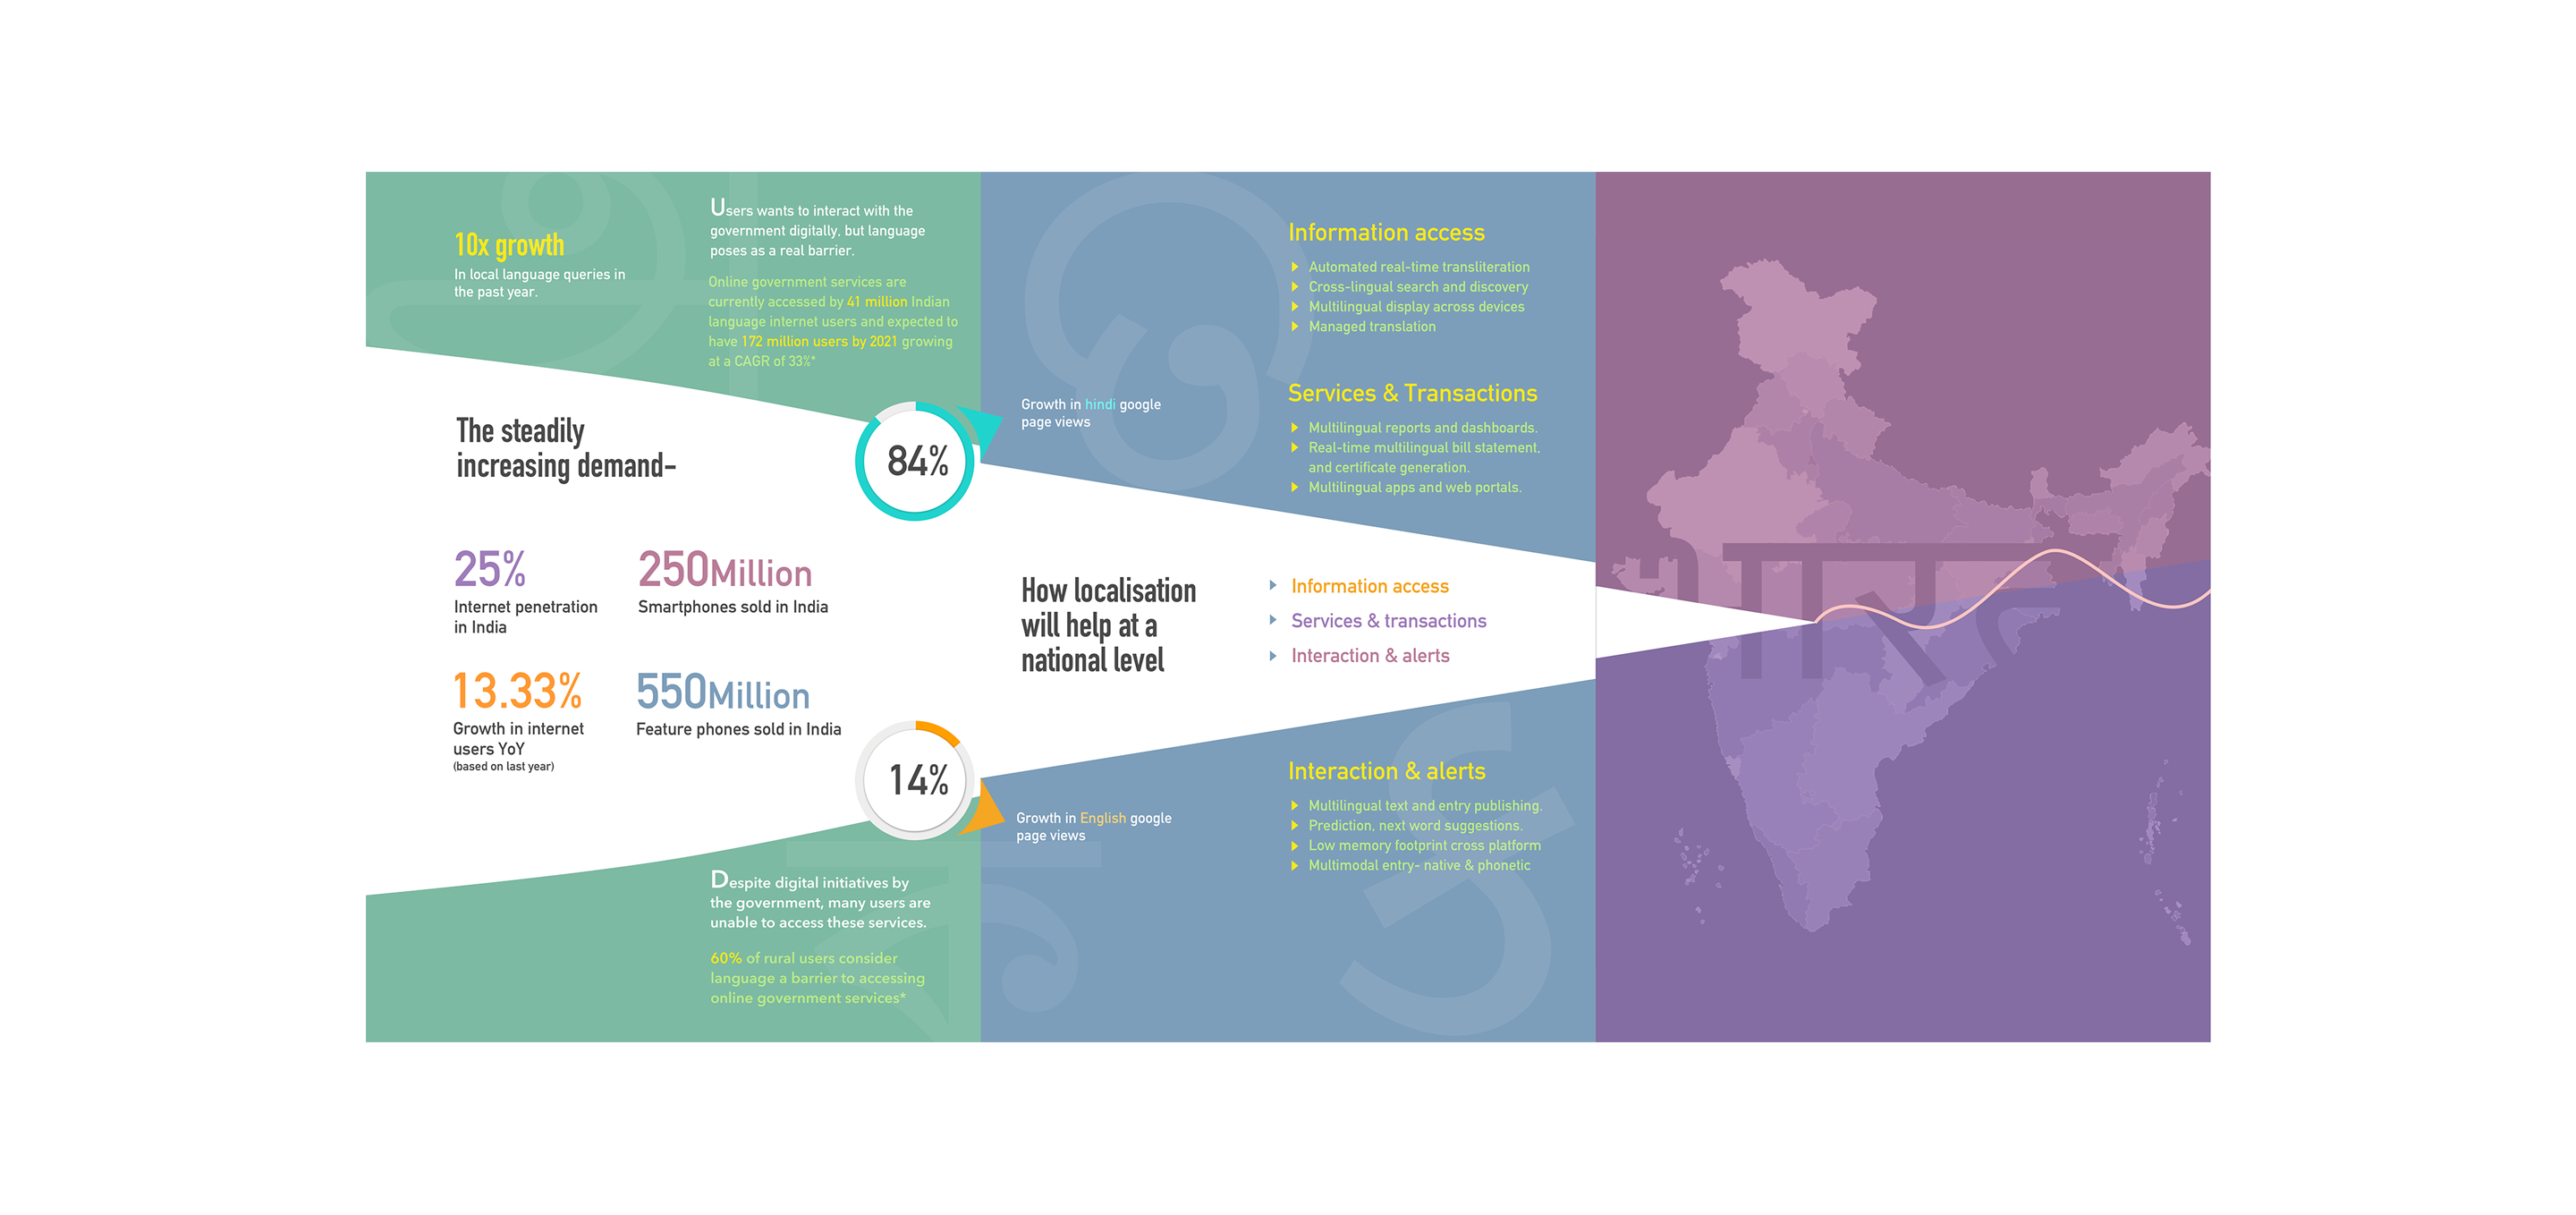 10x growth
In local language queries in
the past year.
Users wants to interact with the
government digitally, but language
poses as a real barrier.
Online government services are
currently accessed by 41 million Indian
language internet users and expected to
have 172 million users by 2021 growing
at a CAGR of 33%*
The steadily
increasing demand-
84%
Growth in hindi google
page views
25%
Internet penetration
in India
250Million
Smartphones sold in India
13.33%
Growth in internet
users YoY
(based on last year)
550Million
Feature phones sold in India
14%
Growth in English google
page views
Despite digital initiatives by
the government, many users are
unable to access these services.
60% of rural users consider
language a barrier to accessing
online government services*
Information access
Automated real-time transliteration
Cross-lingual search and discovery
Multilingual display across devices
Managed translation
Services & Transactions
Multilingual reports and dashboards.
Real-time multilingual bill statement,
and certificate generation.
Multilingual apps and web portals.
How localisation
will help at a
national level
Information access
Services & transactions
Interaction & alerts
Interaction & alerts
Multilingual text and entry publishing.
Prediction, next word suggestions.
Low memory footprint cross platform
Multimodal entry- native & phonetic